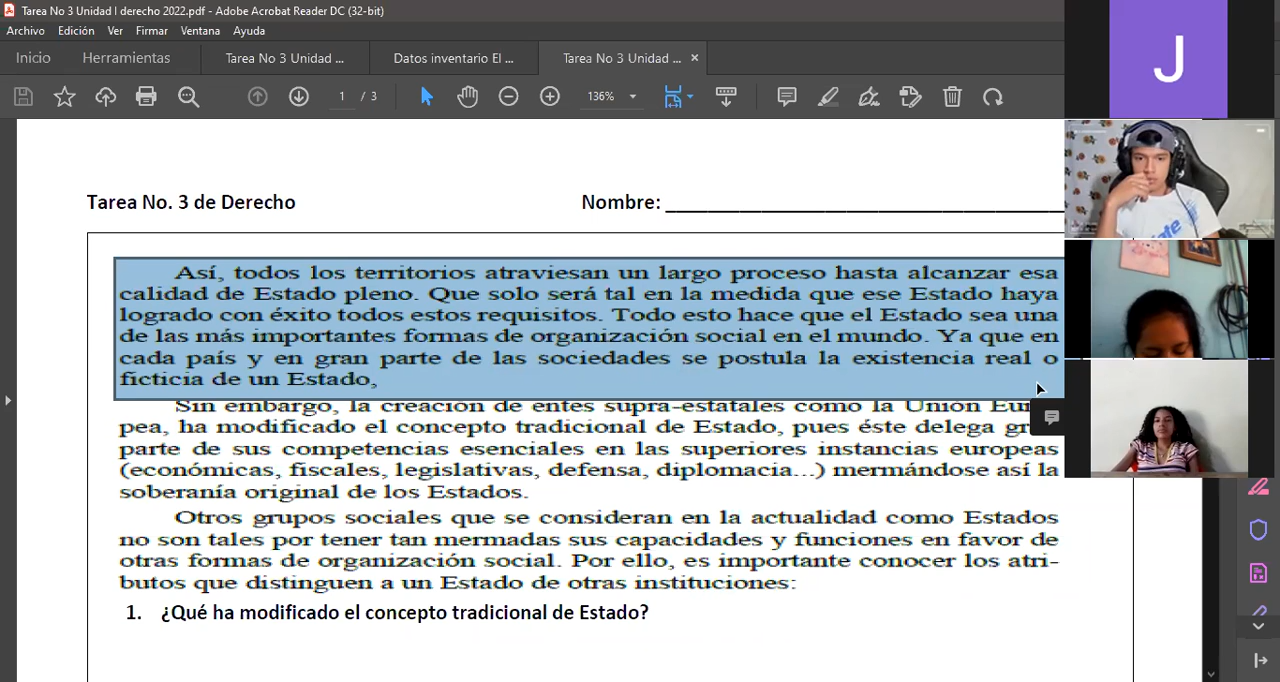 Tarea No 3 Unidad I derecho 2022.pdf - Adobe Acrobat Reader DC (32-bit)
Archivo Edición Ver Firmar Ventana Ayuda
Inicio Herramientas Tarea No 3 Unidad ... Datos inventario El ... Tarea No 3 Unidad ... ×
1 / 3 136%
J
Tarea No. 3 de Derecho Nombre:
Así, todos los territorios atraviesan un largo proceso hasta alcanzar esa
calidad de Estado pleno. Que solo será tal en la medida que ese Estado haya
logrado con éxito todos estos requisitos. Todo esto hace que el Estado sea una
de las más importantes formas de organización social en el mundo. Ya que en
cada país y en gran parte de las sociedades se postula la existencia real o
ficticia de un Estado,
Sin embargo, la creacion de entes supra-estatales como la Unión
pea, ha modificado el concepto tradicional de Estado, pues éste delega
parte de sus competencias esenciales en las superiores instancias europeas
(económicas, fiscales, legislativas, defensa, diplomacia...) mermándose así la
soberanía original de los Estados.
Otros grupos sociales que se consideran en la actualidad como Estados
no son tales por tener tan mermadas sus capacidades y funciones en favor de
otras formas de organización social. Por ello, es importante conocer los atri-
butos que distinguen a un Estado de otras instituciones:
1. ¿Qué ha modificado el concepto tradicional de Estado?